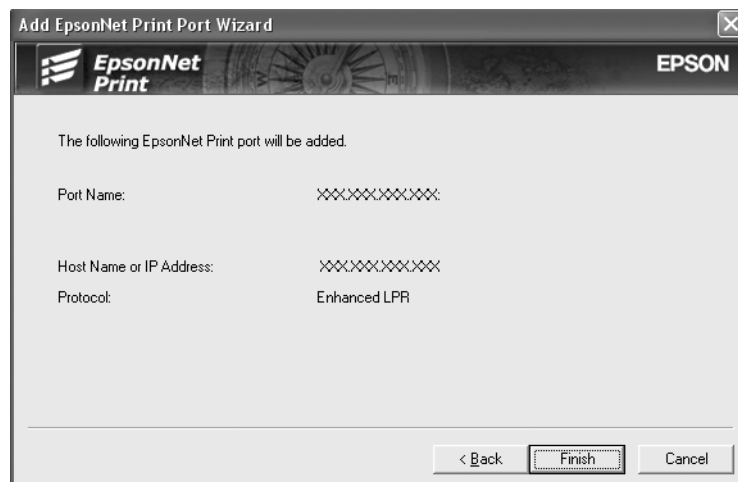 Add EpsonNet Print Port Wizard
EpsonNet
Print
EPSON
The following EpsonNet Print port will be added.
Port Name: XXX.XXX.XXX.XXX:
Host Name or IP Address: XXX.XXX.XXX.XXX
Protocol: Enhanced LPR
< Back Finish Cancel